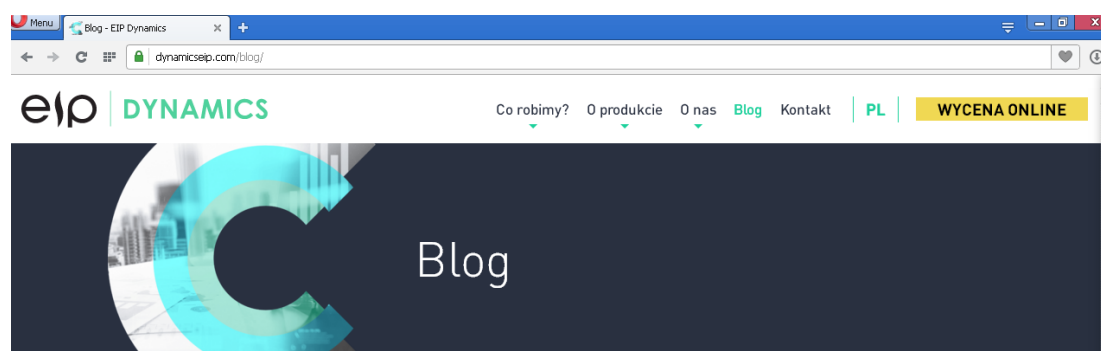 Menu
Blog - EIP Dynamics
dynamicseip.com/blog/
eip DYNAMICS
Co robimy? O produkcie O nas Blog Kontakt PL WYCENA ONLINE
Blog